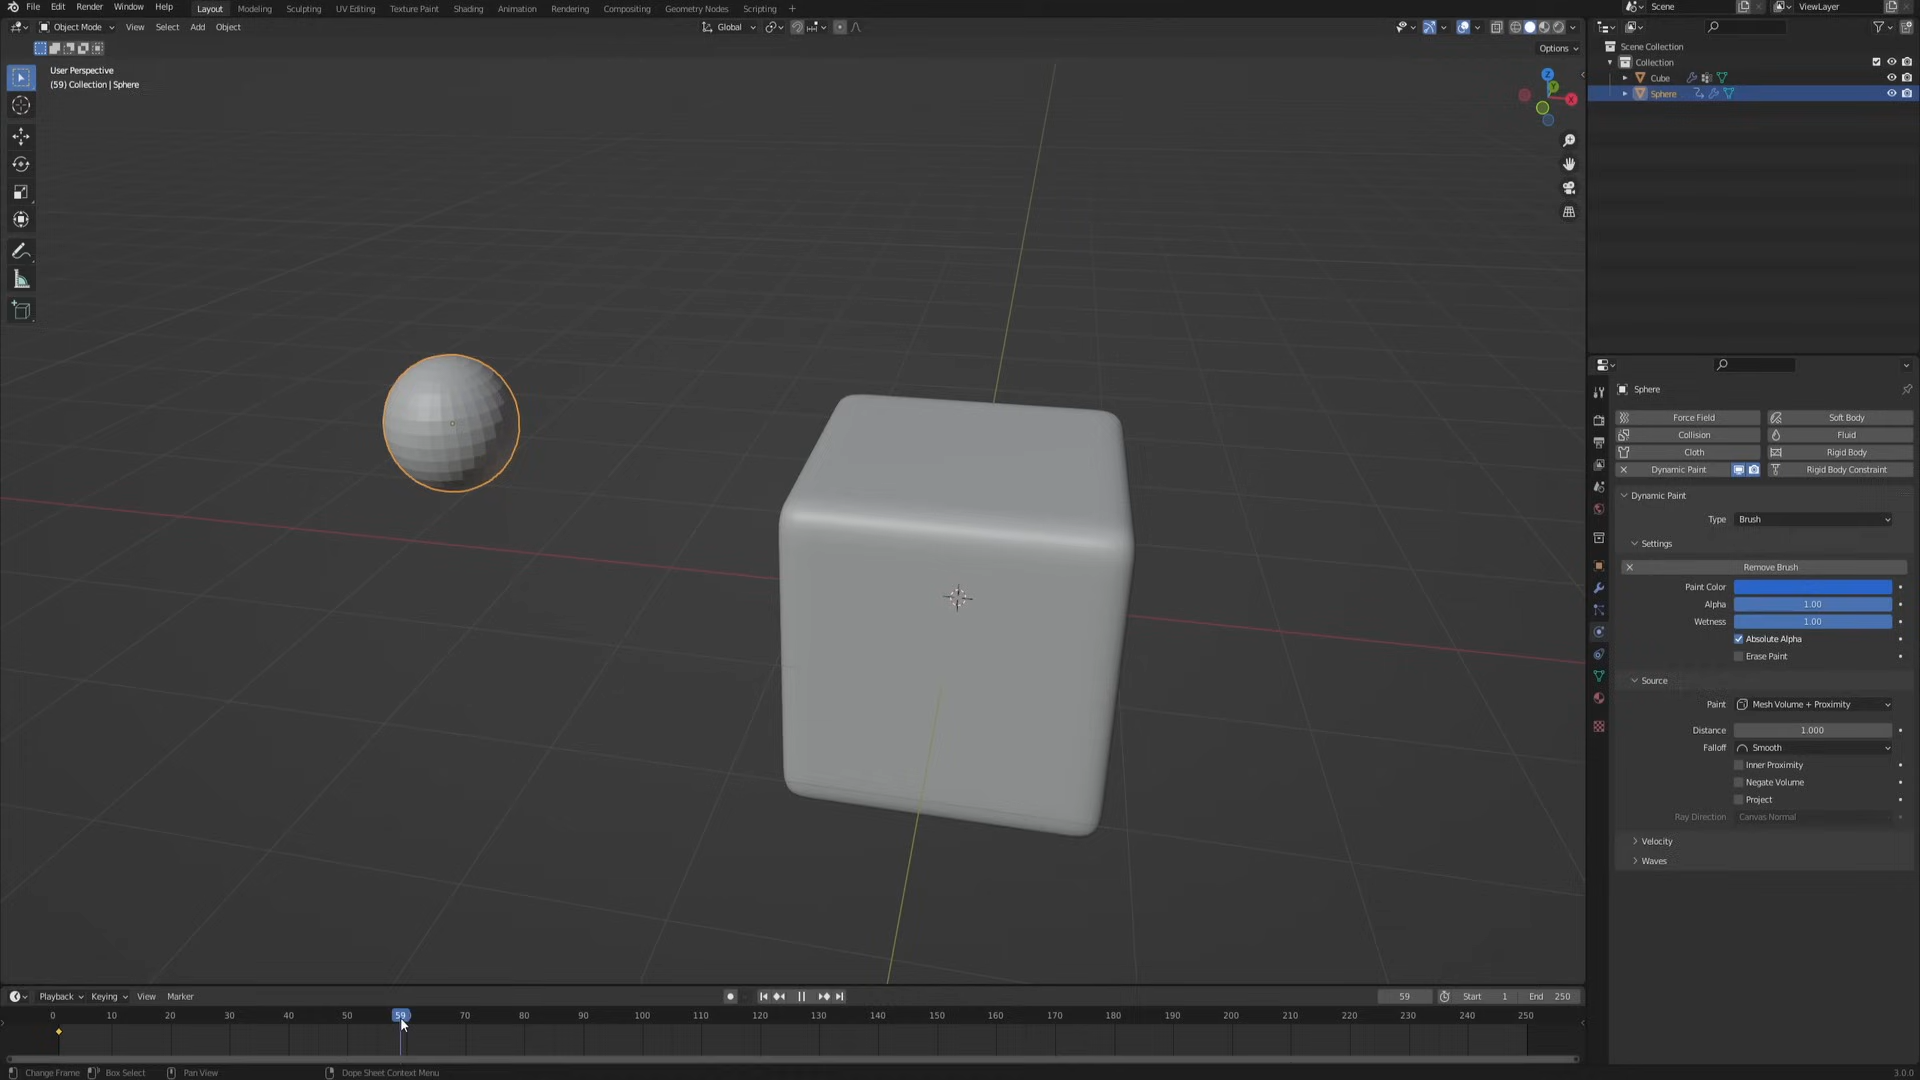 File Edit Render Window Help Layout Modeling Sculpting UV Editing Texture Paint Shading Animation Rendering Compositing Geometry Nodes Scripting + Scene ViewLayer
Object Mode View Select Add Object Global
Options
User Perspective
(59) Collection | Sphere
Z
Y
X
Scene Collection
Collection
Cube
Sphere
Sphere
Force Field Soft Body
Collision Fluid
Cloth Rigid Body
Dynamic Paint Rigid Body Constraint
Dynamic Paint
Type Brush
Settings
Remove Brush
Paint Color
Alpha 1.00
Wetness 1.00
Absolute Alpha
Erase Paint
Source
Paint Mesh Volume + Proximity
Distance 1.000
Falloff Smooth
Inner Proximity
Negate Volume
Project
Ray Direction Canvas Normal
Velocity
Waves
Playback Keying View Marker 59 Start 1 End 250
0 10 20 30 40 50 59 70 80 90 100 110 120 130 140 150 160 170 180 190 200 210 220 230 240 250
Change Frame Box Select Pan View Dope Sheet Context Menu 3.0.0